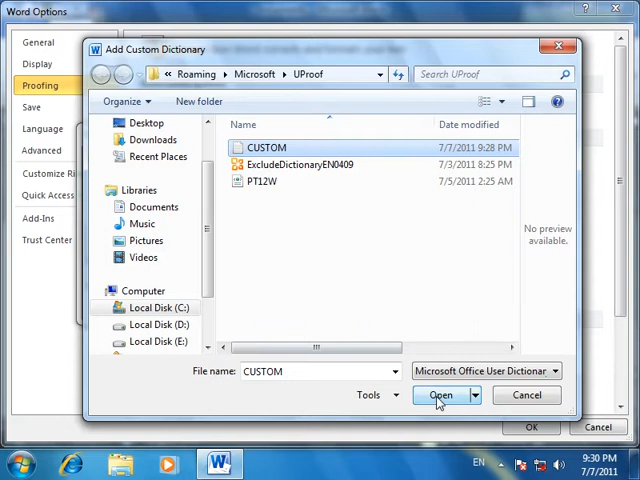 Word Options
General
Display
Proofing
Save
Language
Advanced
Customize Ri
Quick Access
Add-Ins
Trust Center
Add Custom Dictionary
« Roaming Microsoft UProof
Search UProof
Organize New folder
Desktop
Downloads
Recent Places
Libraries
Documents
Music
Pictures
Videos
Computer
Local Disk (C:)
Local Disk (D:)
Local Disk (E:)
Name Date modified
CUSTOM 7/7/2011 9:28 PM
ExcludeDictionaryEN0409 7/3/2011 8:25 PM
PT12W 7/5/2011 2:25 AM
No preview
available.
File name: CUSTOM
Microsoft Office User Dictionar
Tools Open Cancel
OK Cancel
EN
9:30 PM
7/7/2011